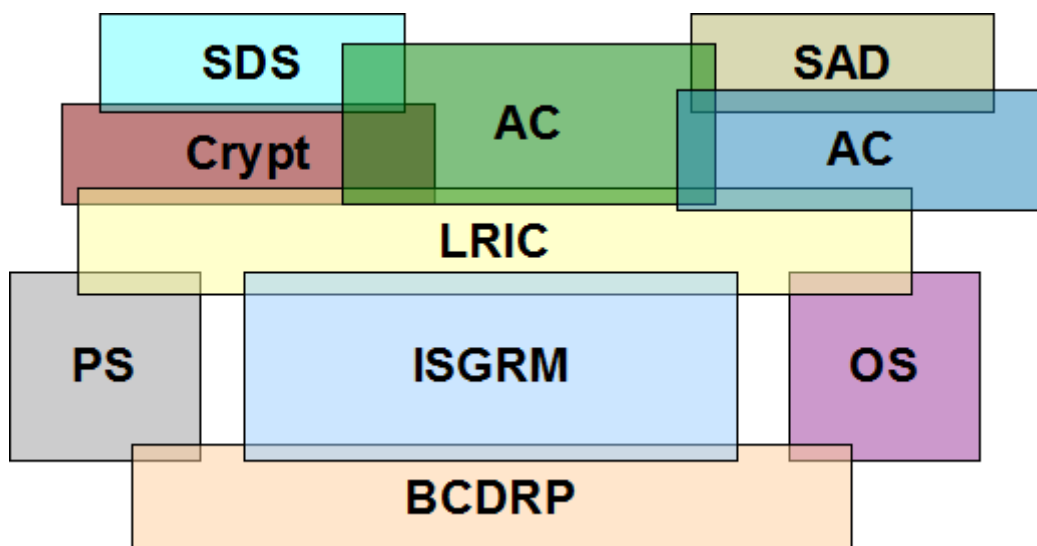 SDS
SAD
AC
Crypt
AC
LRIC
PS
ISGRM
OS
BCDRP